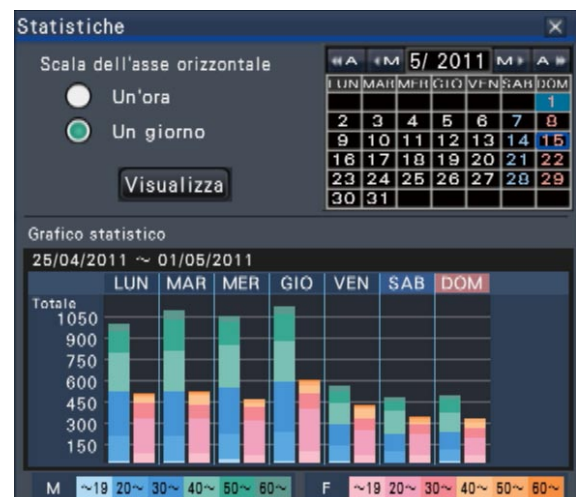 Statistiche
Scala dell'asse orizzontale
Un'ora
Un giorno
Visualizza
A M 5/ 2011 M A
LUN MAR MER GIO VEN SAB DOM
1
2 3 4 5 6 7 8
9 10 11 12 13 14 15
16 17 18 19 20 21 22
23 24 25 26 27 28 29
30 31
Grafico statistico
25/04/2011 ~ 01/05/2011
LUN MAR MER GIO VEN SAB DOM
Totale
1050
900
750
600
450
300
150
M ~19 20~ 30~ 40~ 50~ 60~
F ~19 20~ 30~ 40~ 50~ 60~